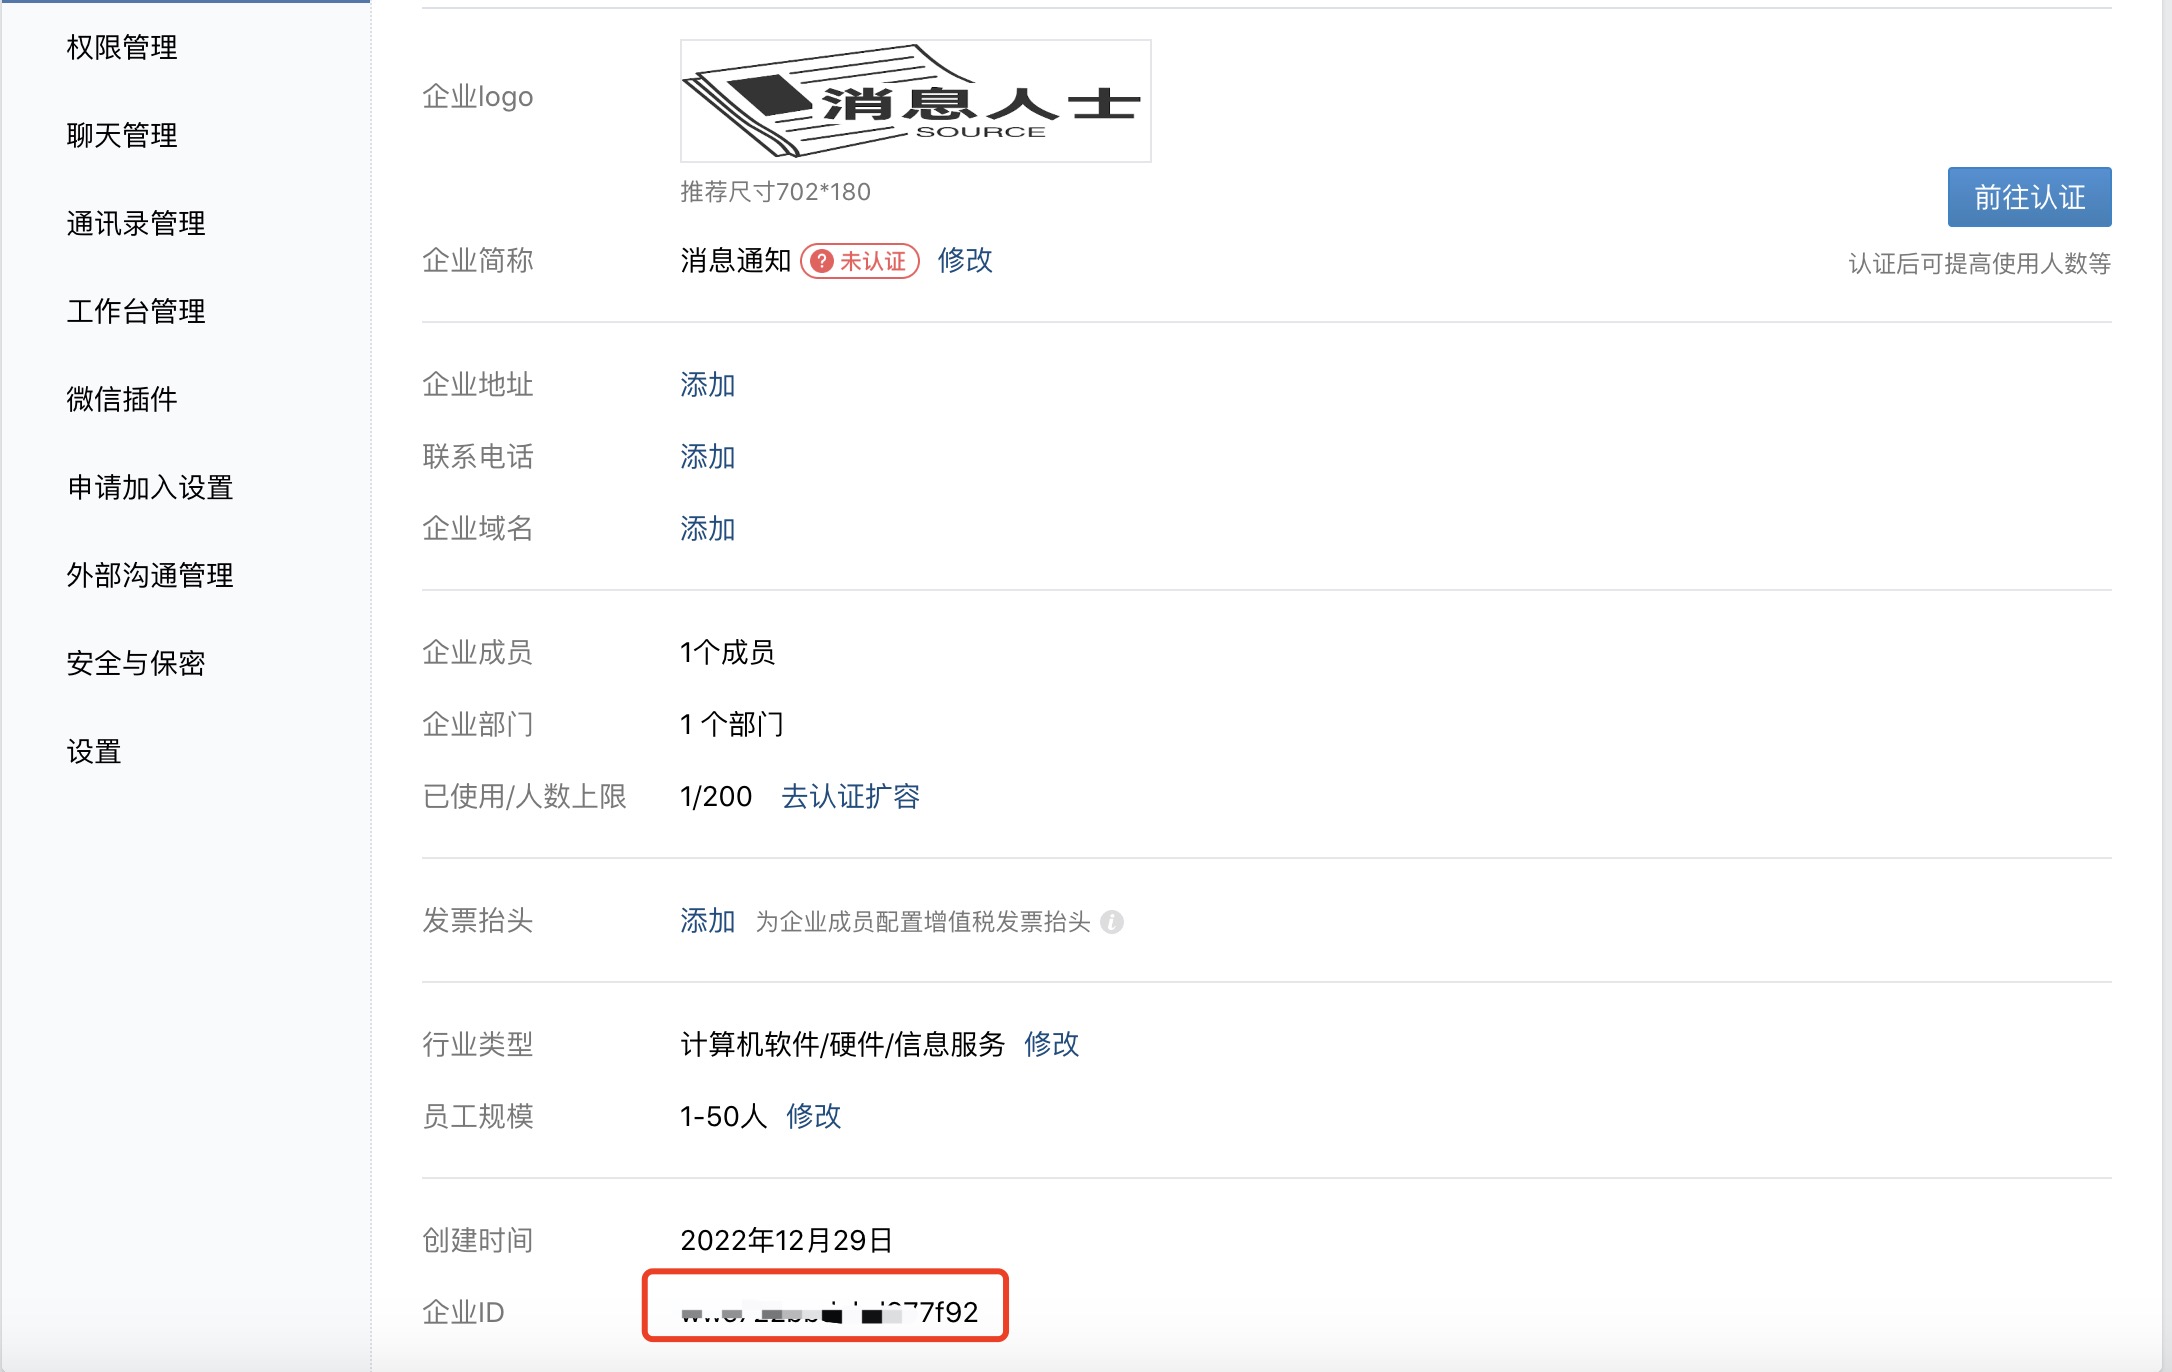 权限管理
聊天管理
通讯录管理
工作台管理
微信插件
申请加入设置
外部沟通管理
安全与保密
设置
企业logo
消息人士
SOURCE
推荐尺寸702*180
前往认证
企业简称 消息通知 未认证 修改
认证后可提高使用人数等
企业地址 添加
联系电话 添加
企业域名 添加
企业成员 1个成员
企业部门 1 个部门
已使用/人数上限 1/200 去认证扩容
发票抬头 添加 为企业成员配置增值税发票抬头
行业类型 计算机软件/硬件/信息服务 修改
员工规模 1-50人 修改
创建时间 2022年12月29日
企业ID 77f92